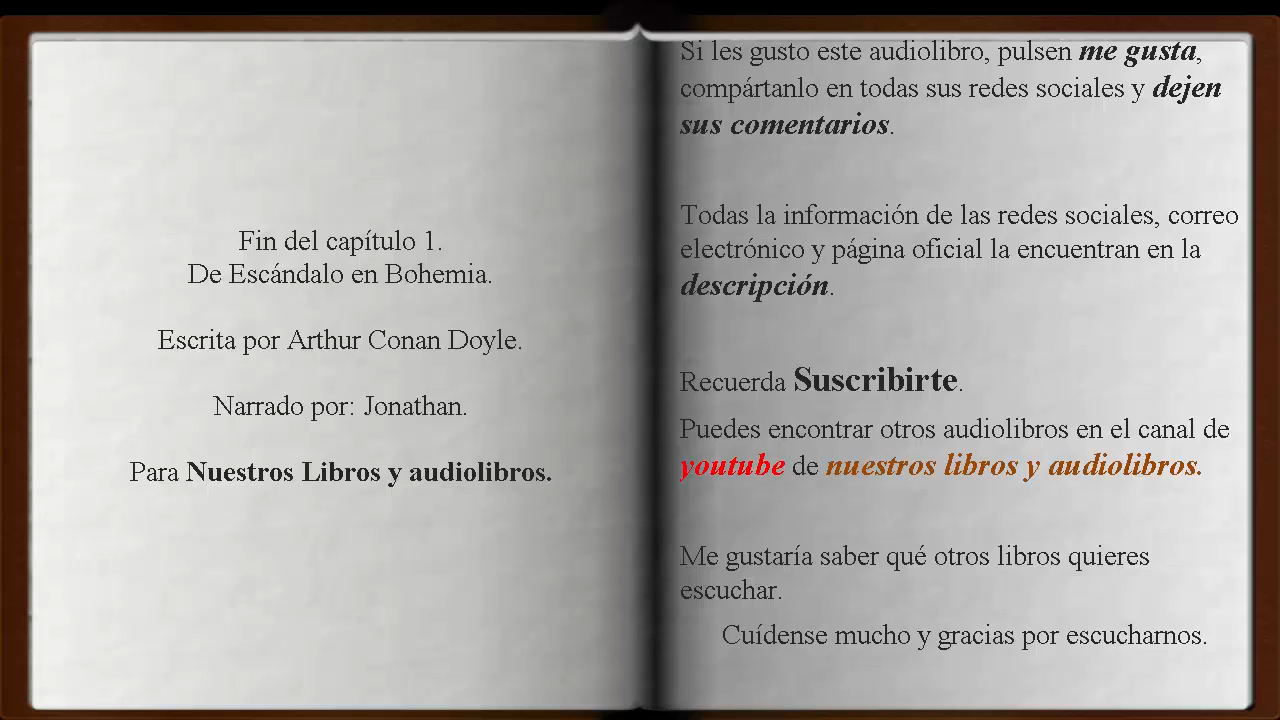 Fin del capítulo 1.
De Escándalo en Bohemia.
Escrita por Arthur Conan Doyle.
Narrado por: Jonathan.
Para Nuestros Libros y audiolibros.
Si les gusto este audiolibro, pulsen me gusta,
compártanlo en todas sus redes sociales y dejen
sus comentarios.
Todas la información de las redes sociales, correo
electrónico y página oficial la encuentran en la
descripción.
Recuerda Suscribirte.
Puedes encontrar otros audiolibros en el canal de
youtube de nuestros libros y audiolibros.
Me gustaría saber qué otros libros quieres
escuchar.
Cuídense mucho y gracias por escucharnos.